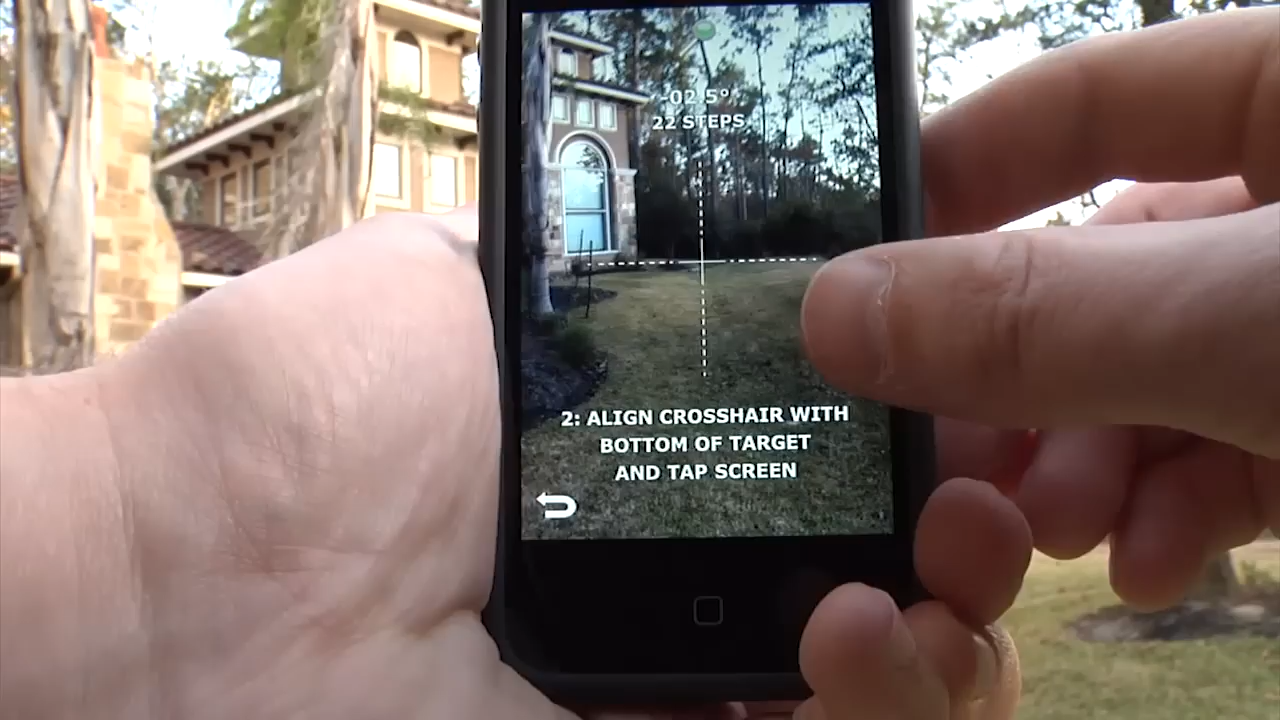 -02.5°
22 STEPS
2: ALIGN CROSSHAIR WITH
BOTTOM OF TARGET
AND TAP SCREEN